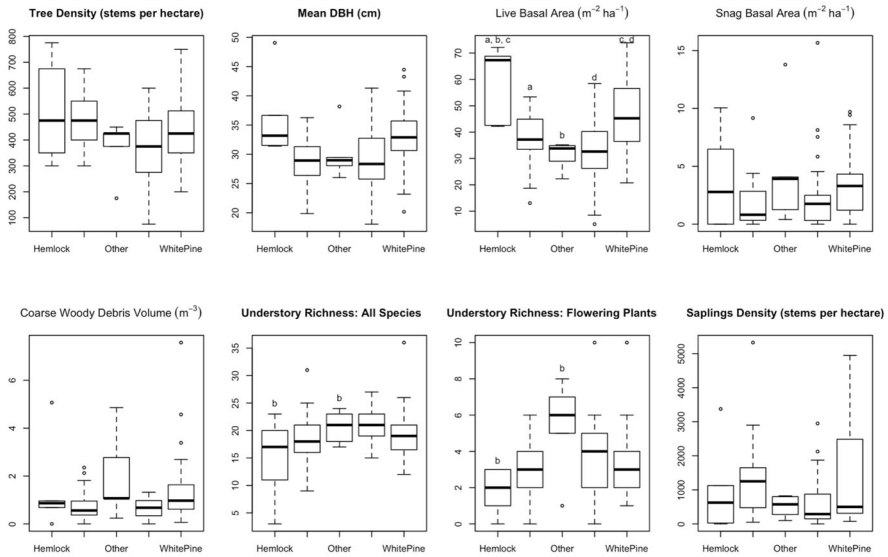 Tree Density (stems per hectare)
100 200 300 400 500 600 700 800
Hemlock Other WhitePine
Mean DBH (cm)
20 25 30 35 40 45 50
Hemlock Other WhitePine
Live Basal Area (m⁻² ha⁻¹)
10 20 30 40 50 60 70
a, b, c
a
b
d
c, d
Hemlock Other WhitePine
Snag Basal Area (m⁻² ha⁻¹)
0 5 10 15
Hemlock Other WhitePine
Coarse Woody Debris Volume (m⁻³)
0 2 4 6
Hemlock Other WhitePine
Understory Richness: All Species
5 10 15 20 25 30 35
b
b
Hemlock Other WhitePine
Understory Richness: Flowering Plants
0 2 4 6 8 10
b
b
Hemlock Other WhitePine
Saplings Density (stems per hectare)
0 1000 2000 3000 4000 5000
Hemlock Other WhitePine